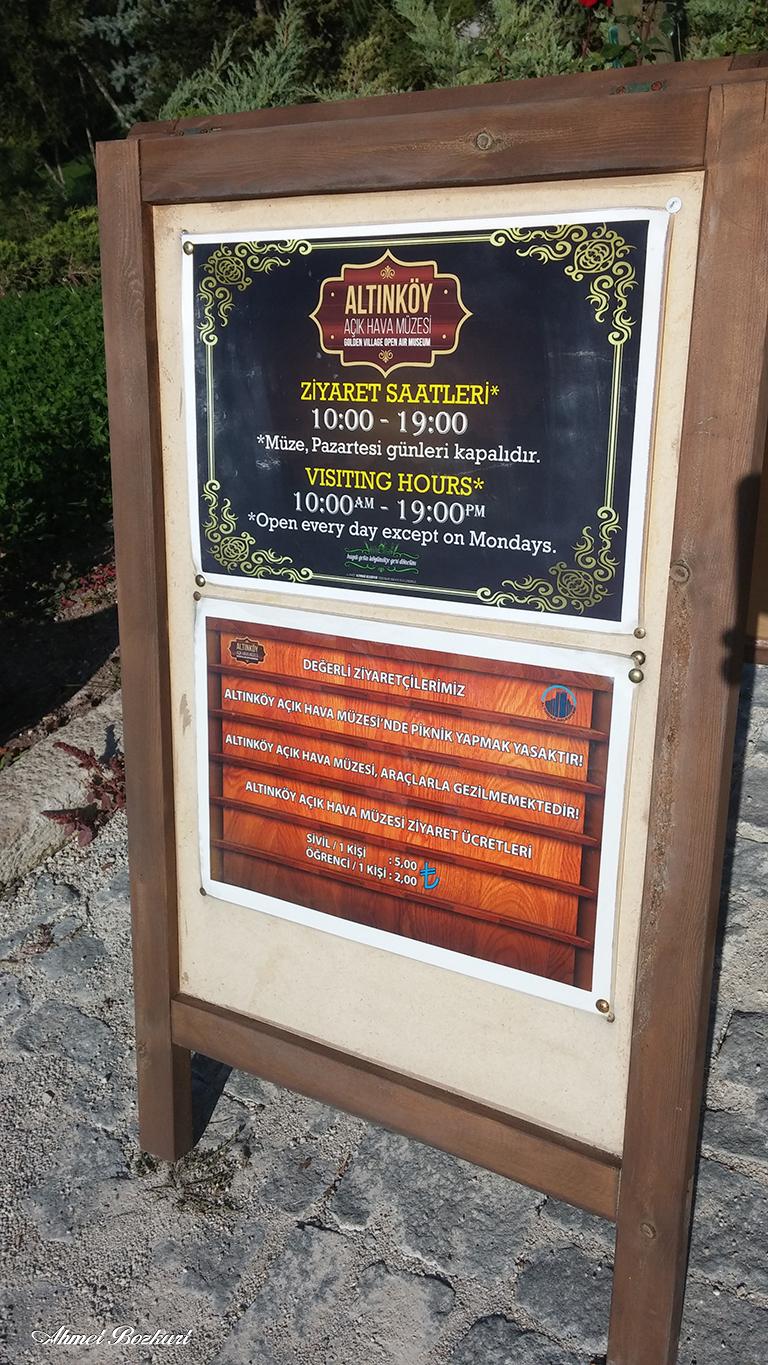 ALTINKÖY
AÇIK HAVA MÜZESİ
GOLDEN VILLAGE OPEN AIR MUSEUM
ZİYARET SAATLERİ*
10:00 - 19:00
*Müze, Pazartesi günleri kapalıdır.
VISITING HOURS*
10:00AM - 19:00PM
*Open every day except on Mondays.
ALTINKÖY
DEĞERLİ ZİYARETÇİLERİMİZ
ALTINKÖY AÇIK HAVA MÜZESİ'NDE PİKNİK YAPMAK YASAKTIR!
ALTINKÖY AÇIK HAVA MÜZESİ, ARAÇLARLA GEZİLMEMEKTEDİR!
ALTINKÖY AÇIK HAVA MÜZESİ ZİYARET ÜCRETLERİ
SİVİL / 1 KİŞİ : 5,00
ÖĞRENCİ / 1 KİŞİ : 2,00 ₺
Ahmet Bozkurt